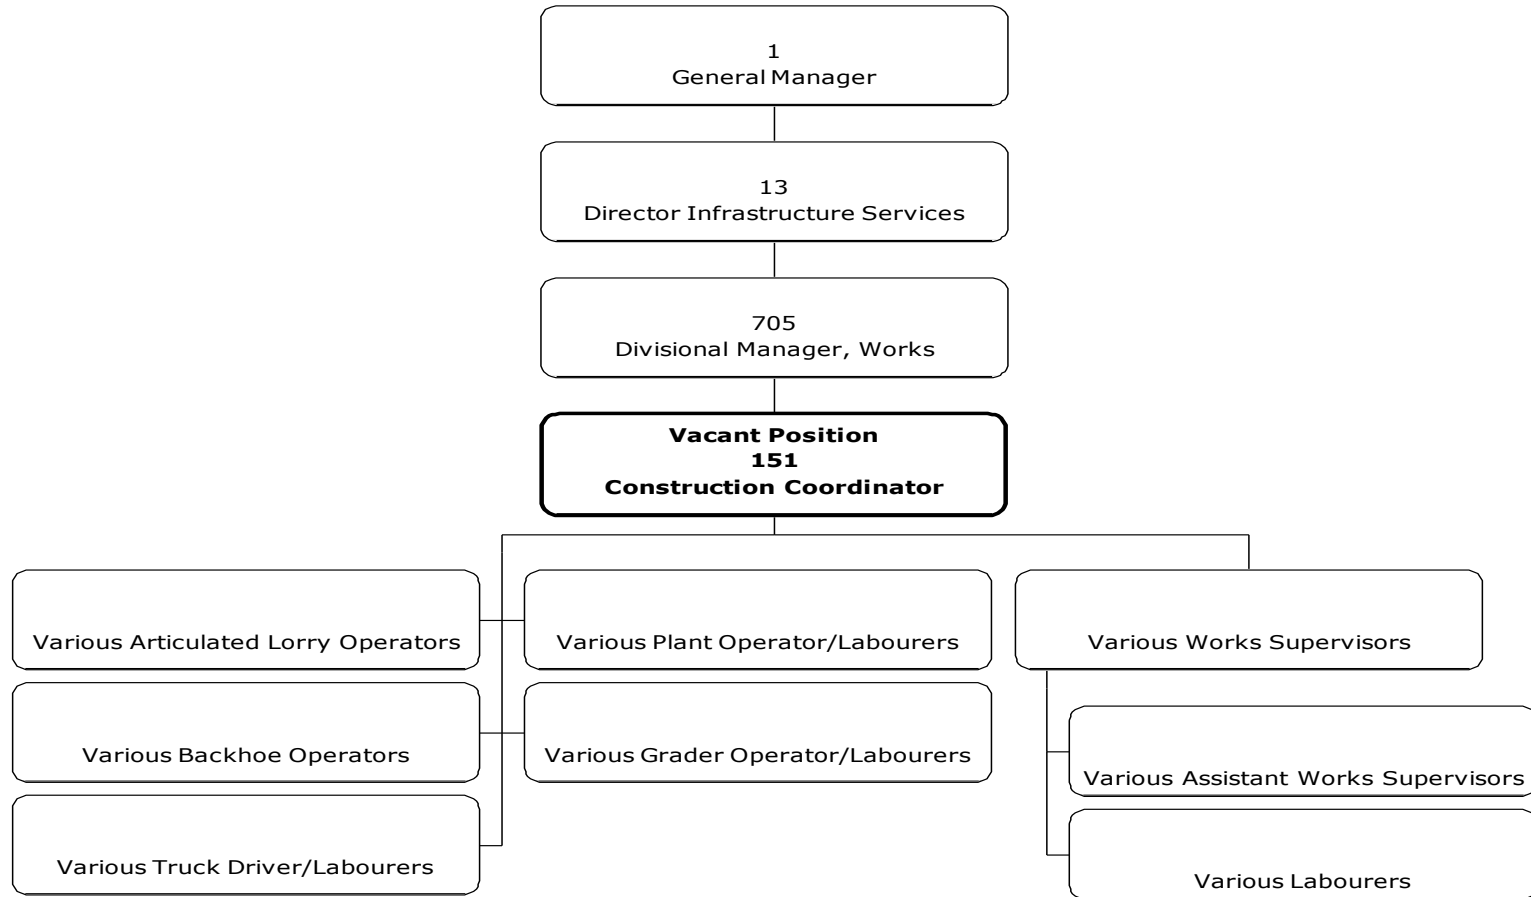 1
General Manager
13
Director Infrastructure Services
705
Divisional Manager, Works
Vacant Position
151
Construction Coordinator
Various Articulated Lorry Operators
Various Plant Operator/Labourers
Various Works Supervisors
Various Backhoe Operators
Various Grader Operator/Labourers
Various Assistant Works Supervisors
Various Truck Driver/Labourers
Various Labourers